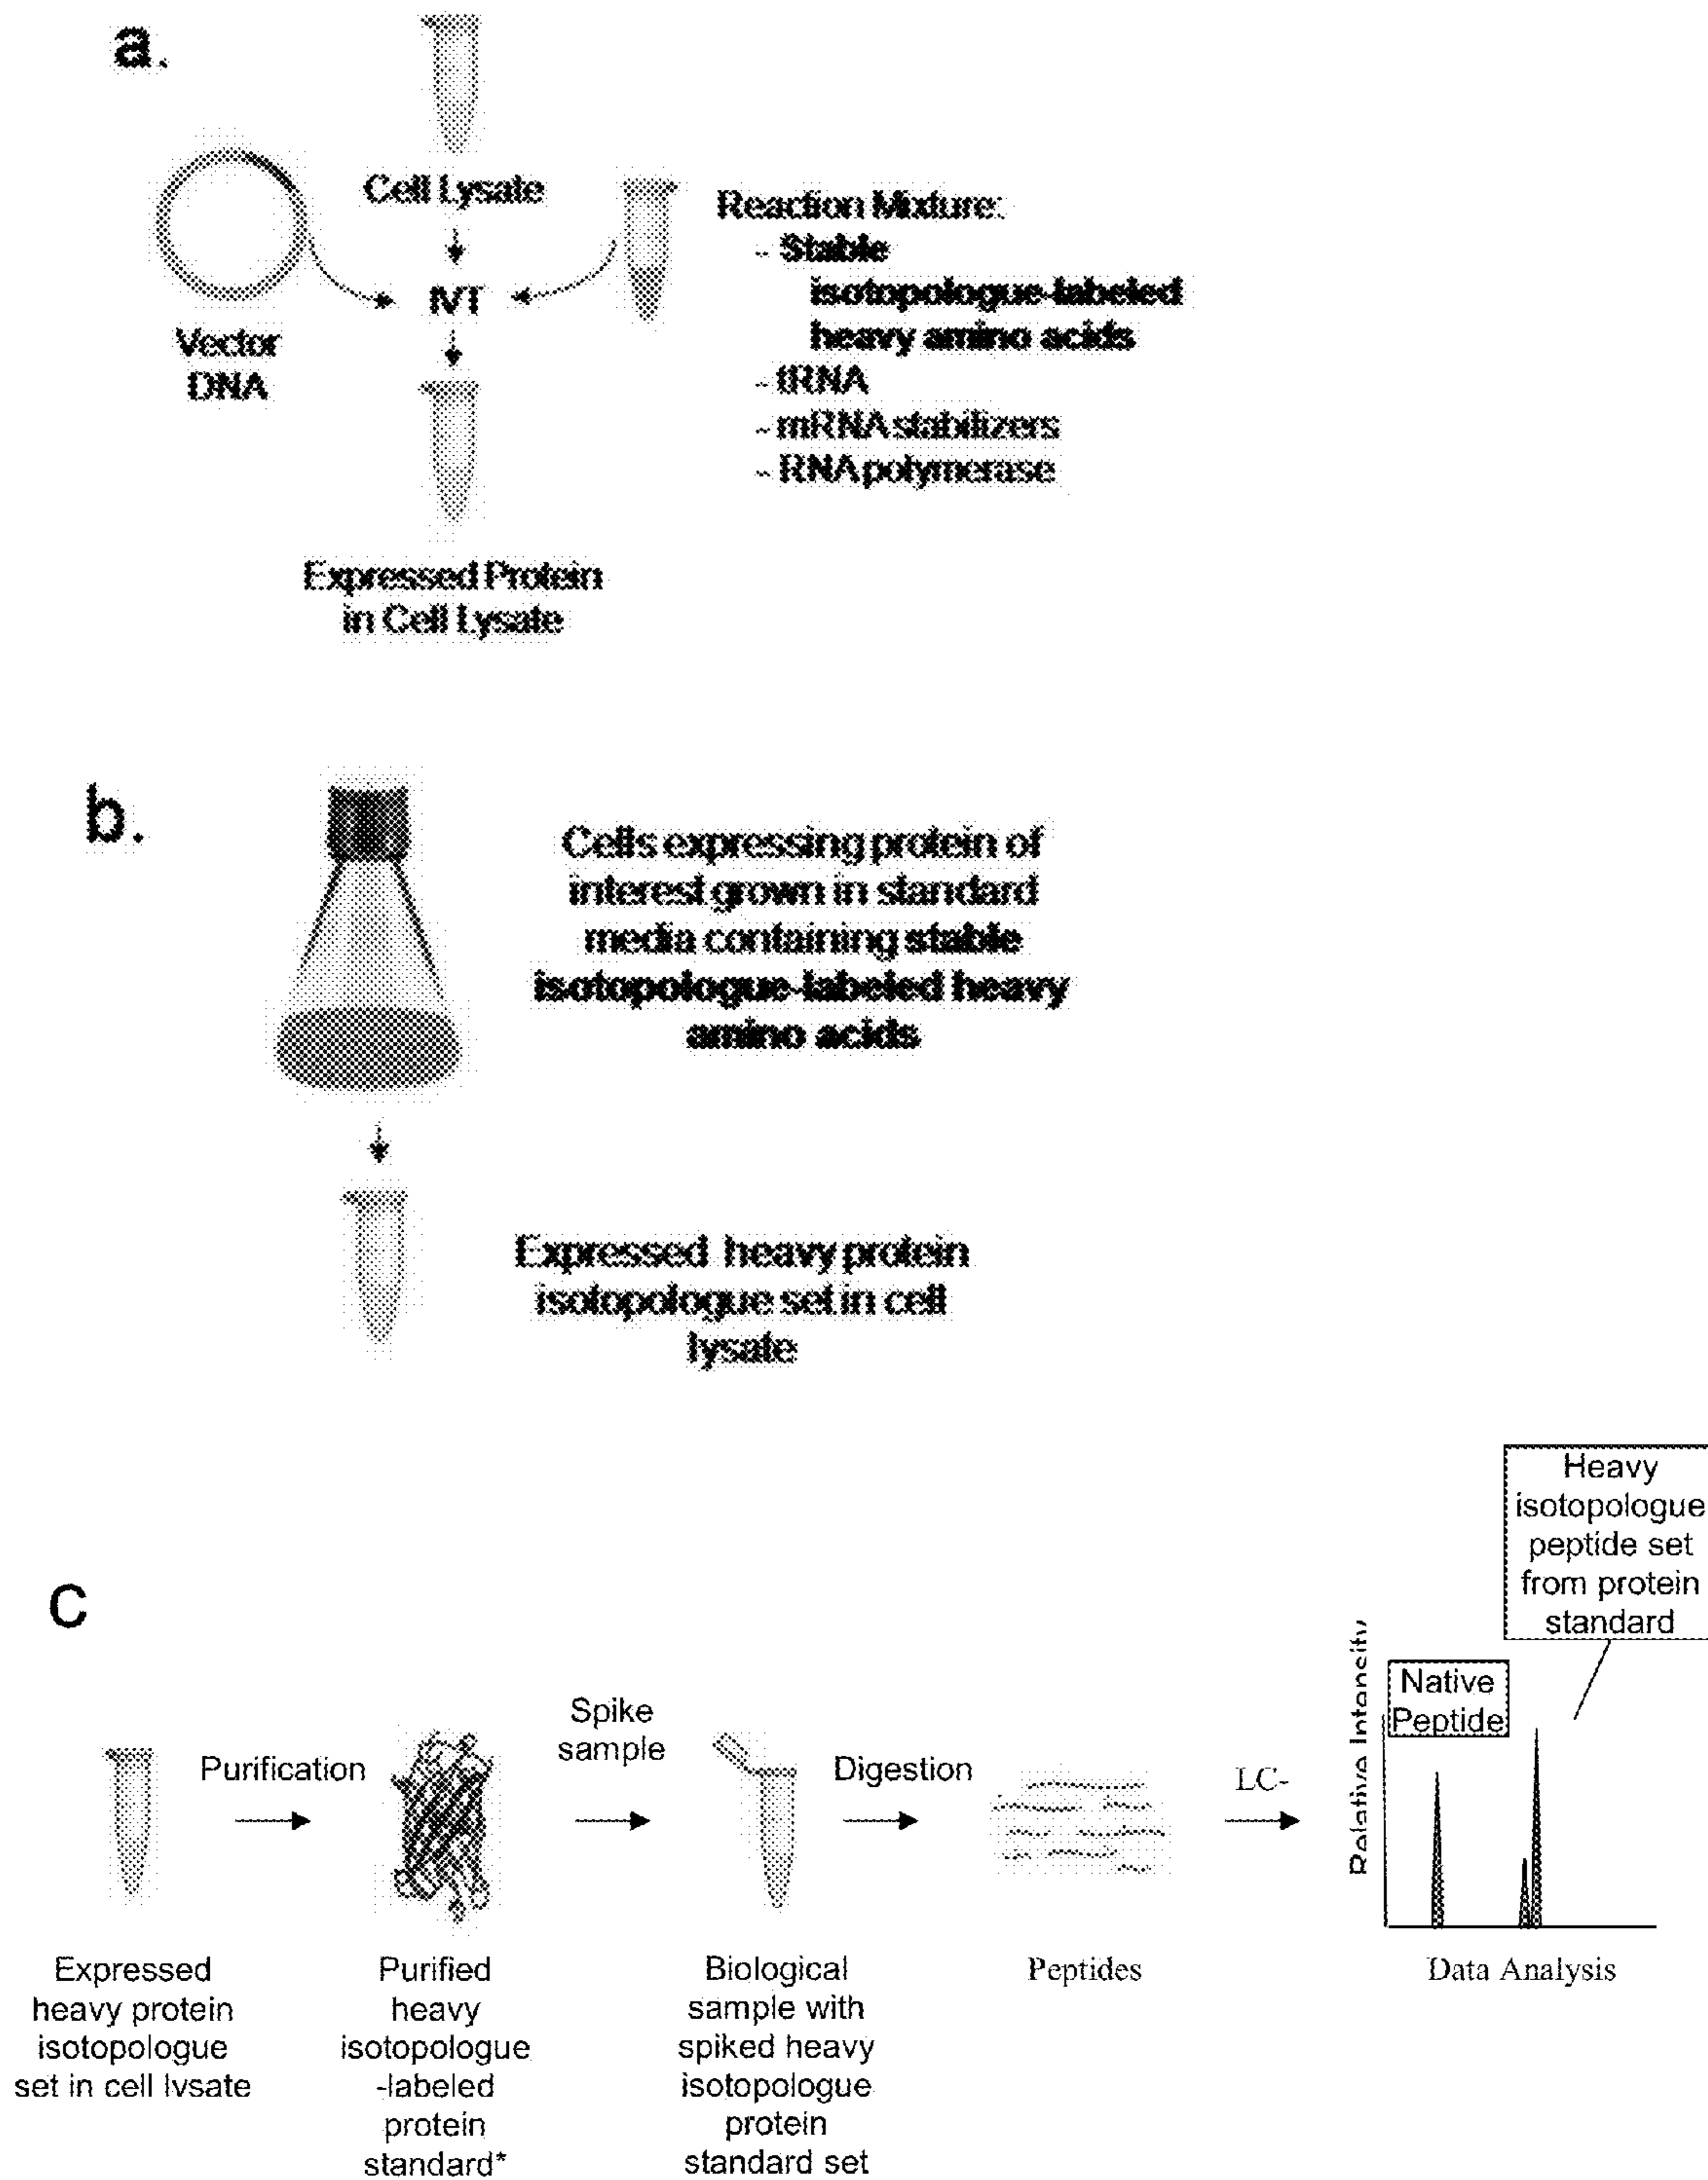 a.
Cell Lysate
IVT
Vector
DNA
Reaction Mixture:
- Stable
isotopologue-labeled
heavy amino acids
- tRNA
- mRNA stabilizers
- RNA polymerase
Expressed Protein
in Cell Lysate
b.
Cells expressing protein of
interest grown in standard
media containing stable
isotopologue-labeled heavy
amino acids
Expressed heavy protein
isotopologue set in cell
lysate
c
Purification
Spike
sample
Digestion
LC-
Relative Intensity
Native
Peptide
Heavy
isotopologue
peptide set
from protein
standard
Expressed
heavy protein
isotopologue
set in cell lysate
Purified
heavy
isotopologue
-labeled
protein
standard*
Biological
sample with
spiked heavy
isotopologue
protein
standard set
Peptides
Data Analysis